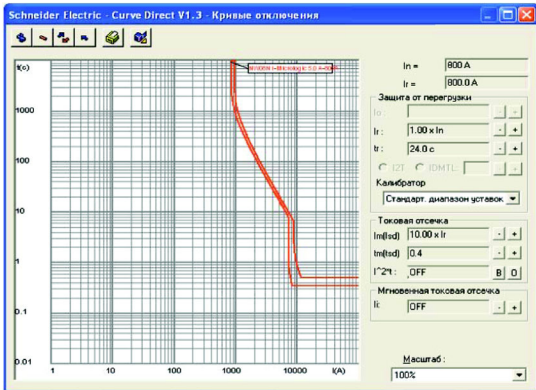 Schneider Electric - Curve Direct V1.3 - Кривые отключения
t(c)
1000
100
10
1
0.1
0.01
1
10
100
1000
10000
I(A)
In =
800 A
Ir =
800.0 A
Защита от перегрузки
Io :
Ir :
1.00 x In
- +
tr :
24.0 c
- +
I2T
IDMTL:
- +
Калибратор
Стандарт. диапазон уставок
Токовая отсечка
Im(Isd)
10.00 x Ir
- +
tm(tsd)
0.4
- +
I^2*t :
OFF
B O
Мгновенная токовая отсечка
Ii:
OFF
- +
Масштаб :
100%